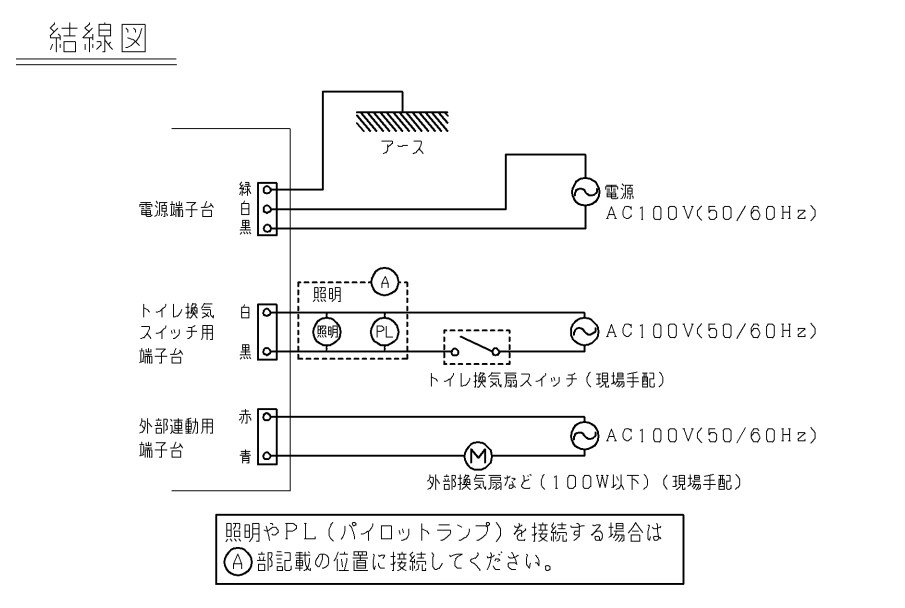 結線図
アース
緑
電源端子台
白
黒
電源
AC100V(50/60Hz)
トイレ換気
スイッチ用
端子台
白
黒
照明
A
照明
PL
AC100V(50/60Hz)
トイレ換気扇スイッチ(現場手配)
外部連動用
端子台
赤
青
AC100V(50/60Hz)
M
外部換気扇など(100W以下)(現場手配)
照明やPL(パイロットランプ)を接続する場合は
A部記載の位置に接続してください。